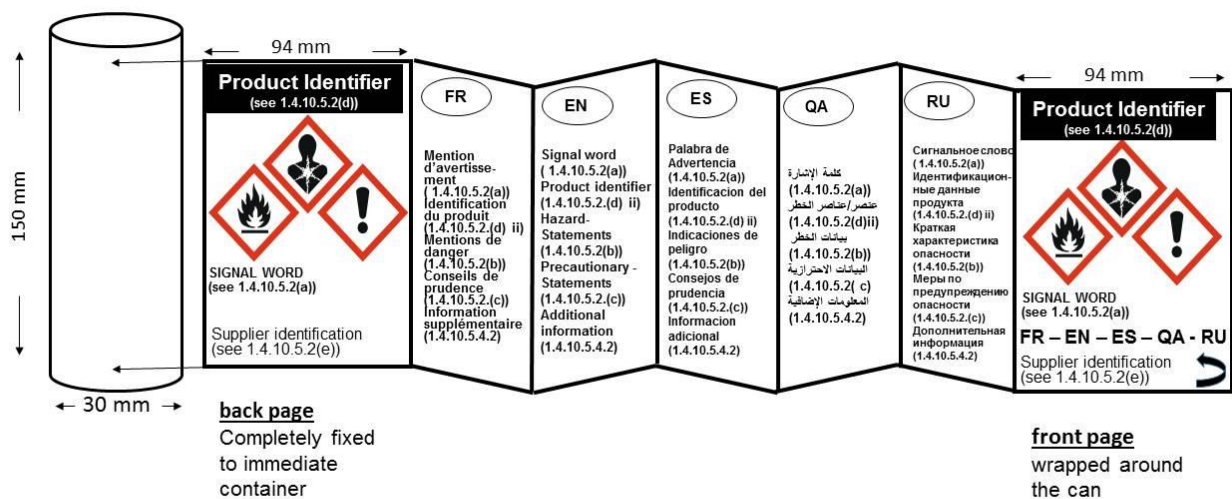 150 mm
30 mm
94 mm
Product Identifier
(see 1.4.10.5.2(d))
SIGNAL WORD
(see 1.4.10.5.2(a))
Supplier identification
(see 1.4.10.5.2(e))
back page
Completely fixed
to immediate
container
FR
Mention
d'avertisse-
ment
( 1.4.10.5.2(a))
Identification
du produit
(1.4.10.5.2.(d) ii)
Mentions de
danger
(1.4.10.5.2(b)
Conseils de
prudence
(1.4.10.5.2.(c))
Information
supplémentaire
(1.4.10.5.4.2)
EN
Signal word
(1.4.10.5.2(a))
Product identifier
(1.4.10.5.2(d) ii)
Hazard-
Statements
(1.4.10.5.2(b))
Precautionary -
Statements
(1.4.10.5.2.(c))
Additional
information
(1.4.10.5.4.2)
ES
Palabra de
Advertencia
(1.4.10.5.2(a))
Identificacion del
producto
(1.4.10.5.2.(d) ii)
Indicaciones de
peligro
(1.4.10.5.2(b))
Consejos de
prudencia
(1.4.10.5.2.(c))
Informacion
adicional
(1.4.10.5.4.2)
QA
كلمة الإشارة
(1.4.10.5.2(a))
عنصر/عناصر الخطر
(1.4.10.5.2(d)ii)
بيانات الخطر
(1.4.10.5.2(b))
البيانات الاحترازية
(1.4.10.5.2( c)
المعلومات الإضافية
(1.4.10.5.4.2)
RU
Сигнальное слово
( 1.4.10.5.2(a))
Идентификацион-
ные данные
продукта
(1.4.10.5.2.(d) ii
Краткая
характеристика
опасности
(1.4.10.5.2(b)
Меры по
предупреждению
опасности
(1.4.10.5.2.(c))
Дополнительная
информация
(1.4.10.5.4.2)
94 mm
Product Identifier
(see 1.4.10.5.2(d))
SIGNAL WORD
(see 1.4.10.5.2(a))
FR – EN – ES – QA - RU
Supplier identification
(see 1.4.10.5.2(e))
front page
wrapped around
the can